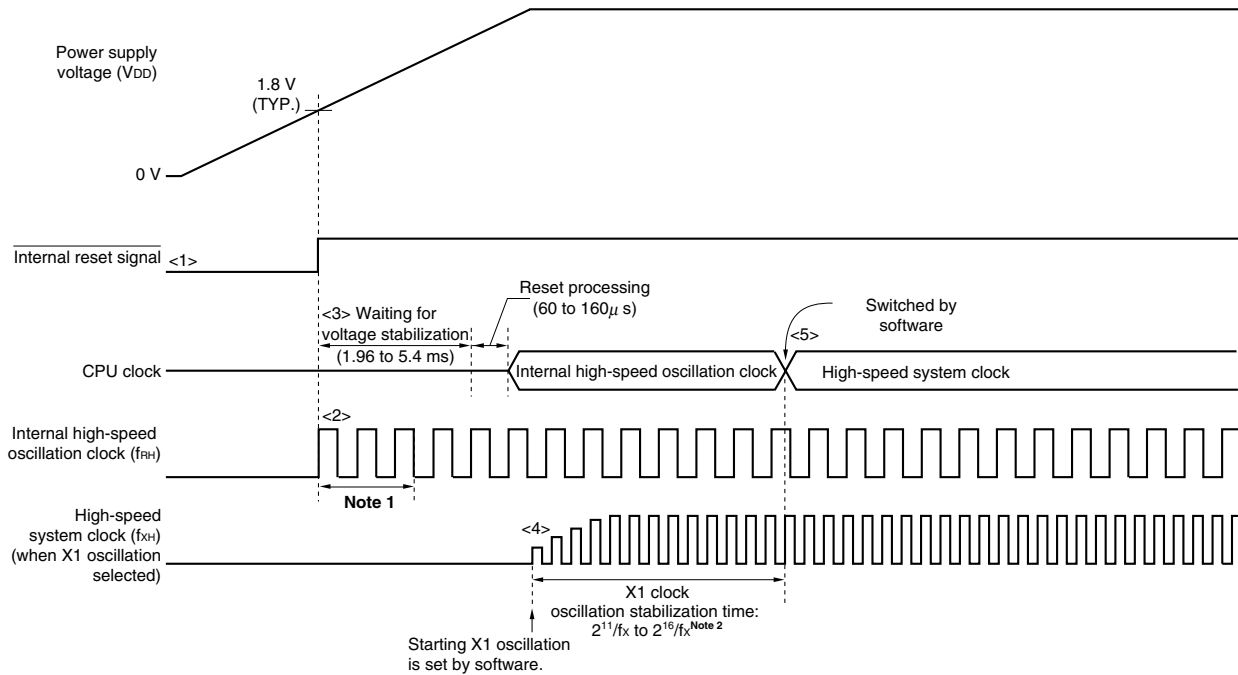 Power supply
voltage (VDD)
1.8 V
(TYP.)
0 V
Internal reset signal
<1>
<3> Waiting for
voltage stabilization
(1.96 to 5.4 ms)
Reset processing
(60 to 160μ s)
Switched by
software
<5>
CPU clock
Internal high-speed oscillation clock
High-speed system clock
Internal high-speed
oscillation clock (fRH)
<2>
Note 1
High-speed
system clock (fXH)
(when X1 oscillation
selected)
<4>
X1 clock
oscillation stabilization time:
2^11/fX to 2^16/fX Note 2
Starting X1 oscillation
is set by software.